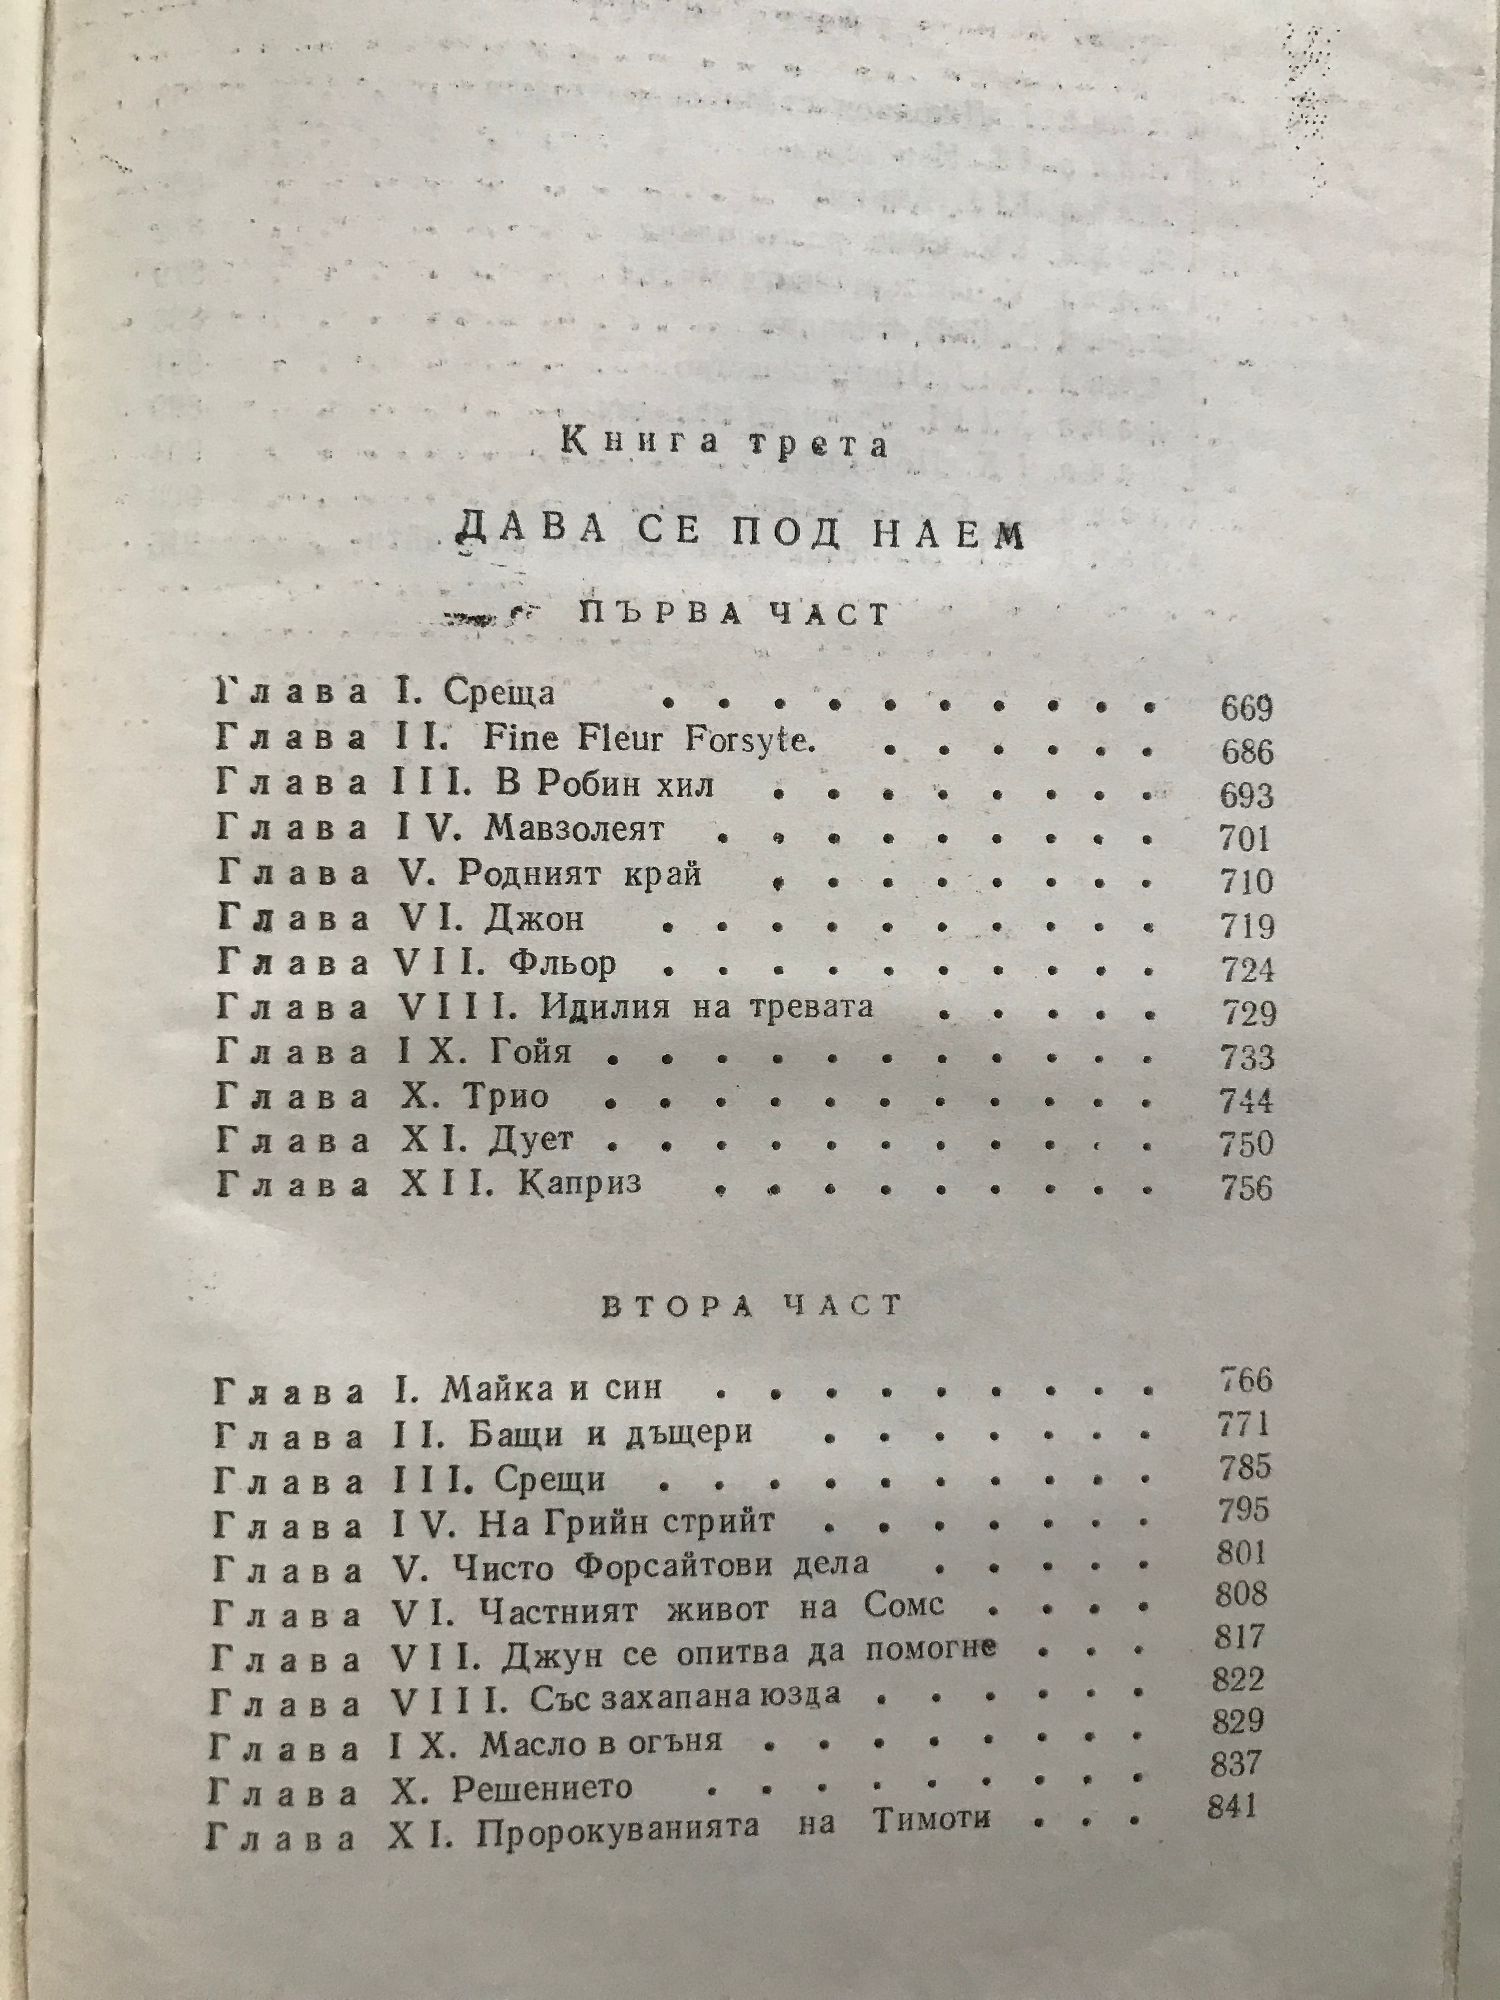 Книга трета
ДАВА СЕ ПОД НАЕМ
ПЪРВА ЧАСТ
Глава I. Среща . . . . . . . . . . 669
Глава II. Fine Fleur Forsyte. . . . . . . 686
Глава III. В Робин хил . . . . . . . . 693
Глава IV. Мавзолеят . . . . . . . . . 701
Глава V. Родният край . . . . . . . . 710
Глава VI. Джон . . . . . . . . . . 719
Глава VII. Фльор . . . . . . . . . . 724
Глава VIII. Идилия на тревата . . . . . 729
Глава IX. Гойя . . . . . . . . . . . 733
Глава X. Трио . . . . . . . . . . . 744
Глава XI. Дует . . . . . . . . . . . 750
Глава XII. Каприз . . . . . . . . . 756
ВТОРА ЧАСТ
Глава I. Майка и син . . . . . . . . . 766
Глава II. Бащи и дъщери . . . . . . . 771
Глава III. Срещи . . . . . . . . . . 785
Глава IV. На Грийн стрийт . . . . . . . 795
Глава V. Чисто Форсайтови дела . . . . . 801
Глава VI. Частният живот на Сомс . . . . 808
Глава VII. Джун се опитва да помогне . . . 817
Глава VIII. Със захапана юзда . . . . . . 822
Глава IX. Масло в огъня . . . . . . . . 829
Глава X. Решението . . . . . . . . . 837
Глава XI. Пророкуванията на Тимоти . . . 841